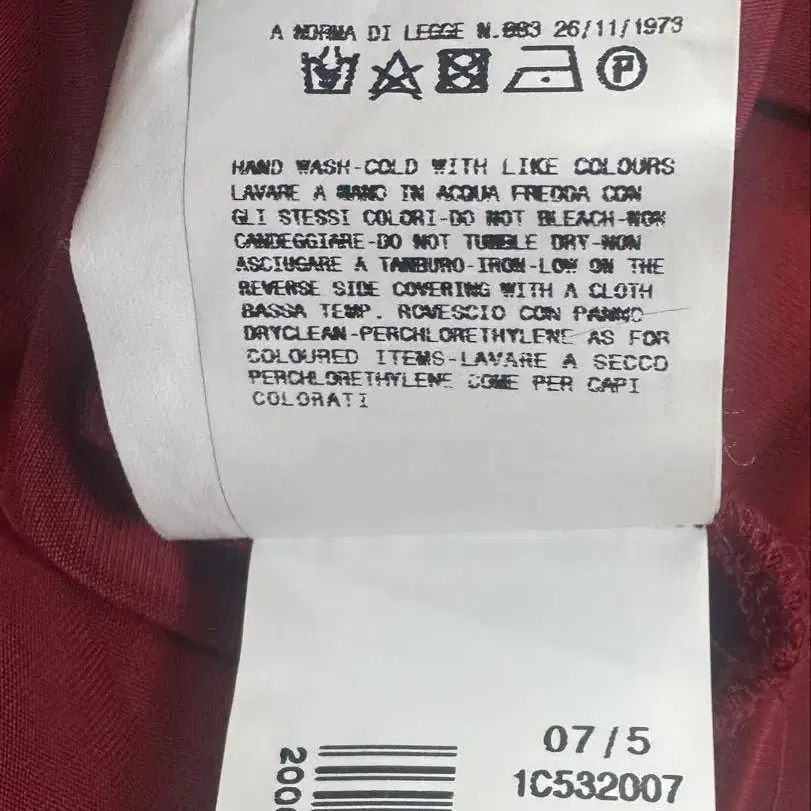 A NORMA DI LEGGE N.883 26/11/1973
P
HAND WASH-COLD WITH LIKE COLOURS
LAVARE A MANO IN ACQUA FREDDA CON
GLI STESSI COLORI-DO NOT BLEACH-NON
CANDEGGIARE-DO NOT TUMBLE DRY-NON
ASCIUGARE A TAMBURO-IRON-LOW ON THE
REVERSE SIDE COVERING WITH A CLOTH
BASSA TEMP. ROVESCIO CON PANNO
DRYCLEAN-PERCHLORETHYLENE AS FOR
COLOURED ITEMS-LAVARE A SECCO
PERCHLORETHYLENE COME PER CAPI
COLORATI
07/5
1C532007